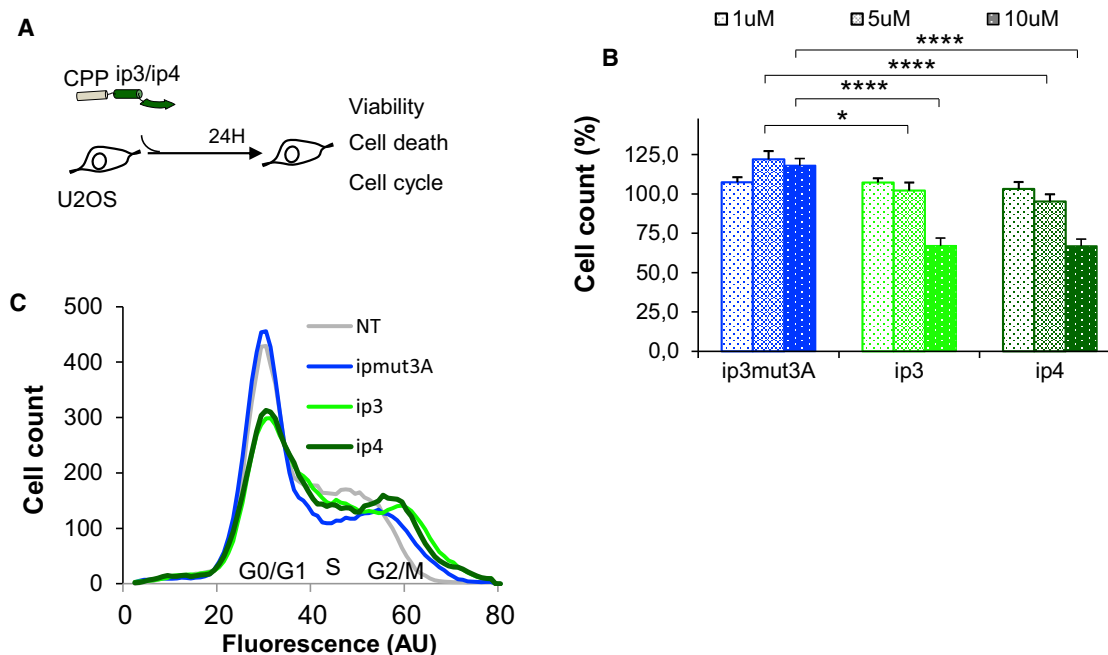 A
CPP ip3/ip4
U2OS
24H
Viability
Cell death
Cell cycle
B
1uM 5uM 10uM
****
****
****
*
Cell count (%)
125,0
100,0
75,0
50,0
25,0
0,0
ip3mut3A ip3 ip4
C
Cell count
500
400
300
200
100
0
NT
ipmut3A
ip3
ip4
G0/G1 S G2/M
0 20 40 60 80
Fluorescence (AU)